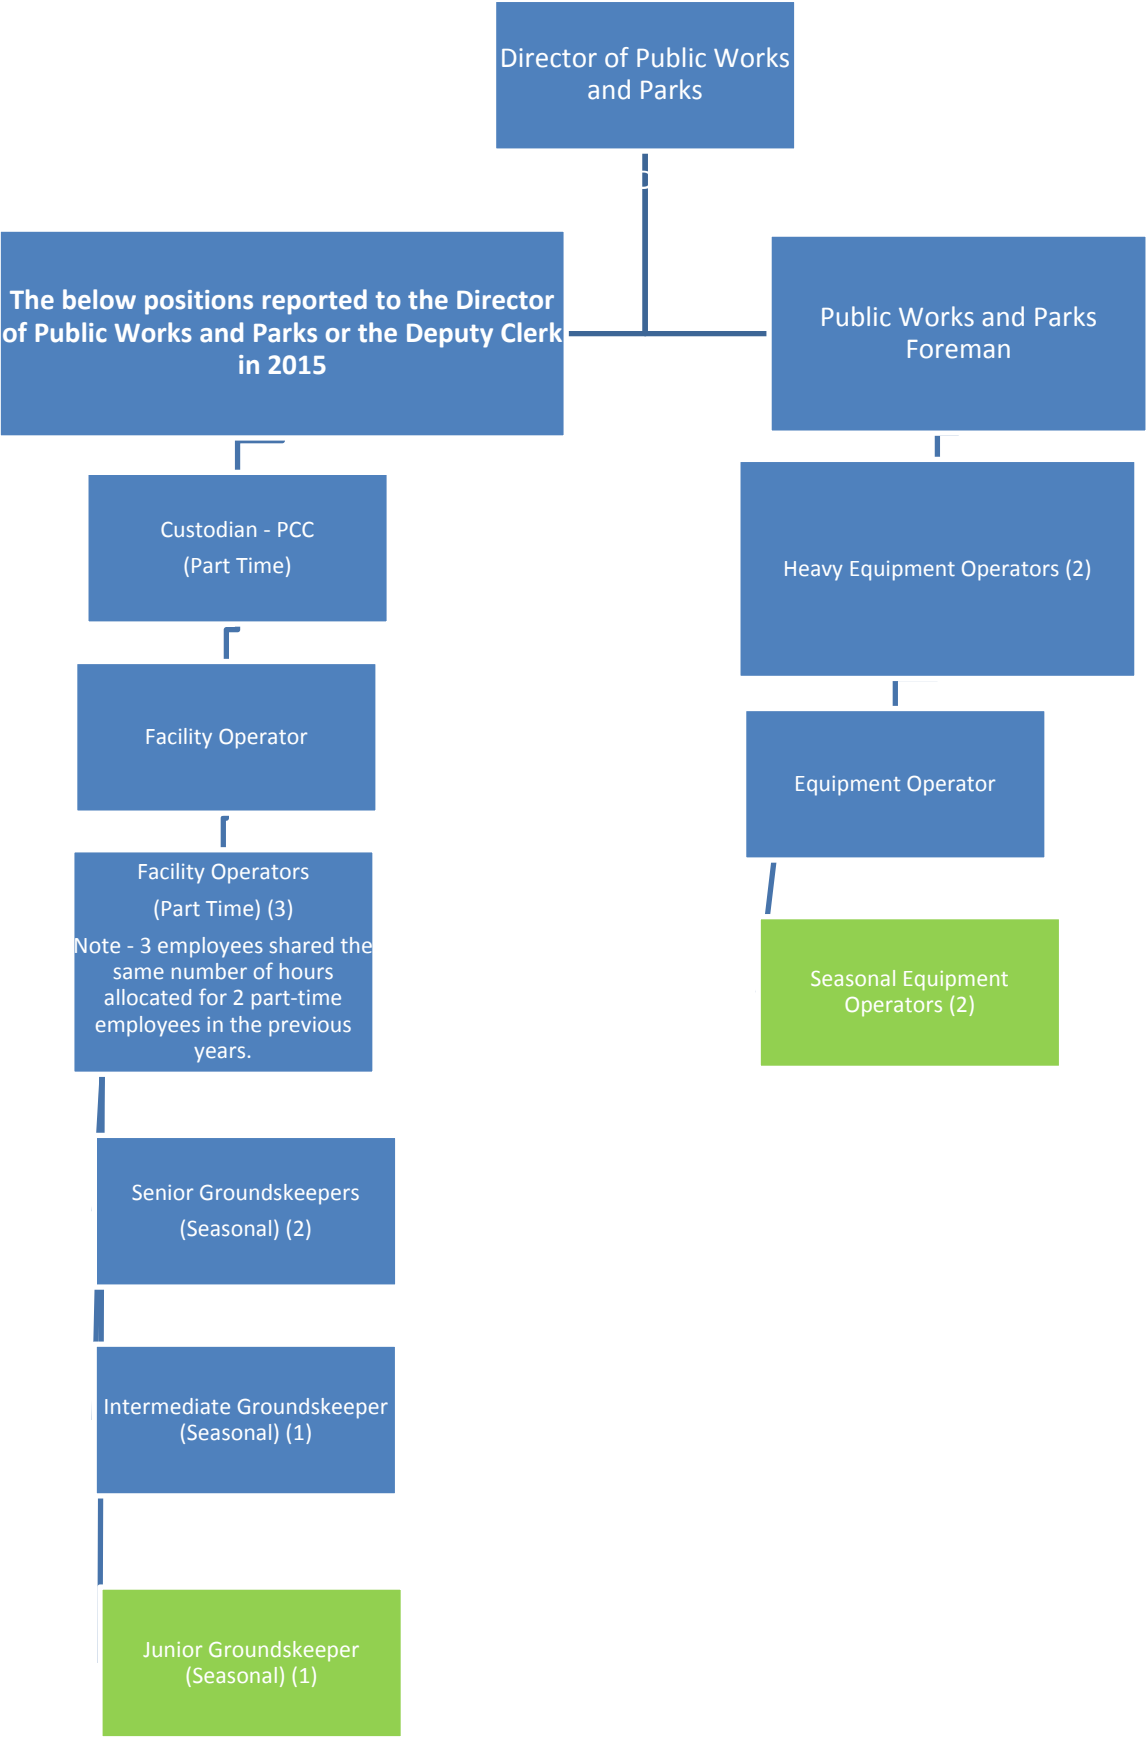 Director of Public Works
and Parks
The below positions reported to the Director
of Public Works and Parks or the Deputy Clerk
in 2015
Public Works and Parks
Foreman
Custodian - PCC
(Part Time)
Heavy Equipment Operators (2)
Facility Operator
Equipment Operator
Facility Operators
(Part Time) (3)
Note - 3 employees shared the
same number of hours
allocated for 2 part-time
employees in the previous
years.
Seasonal Equipment
Operators (2)
Senior Groundskeepers
(Seasonal) (2)
Intermediate Groundskeeper
(Seasonal) (1)
Junior Groundskeeper
(Seasonal) (1)